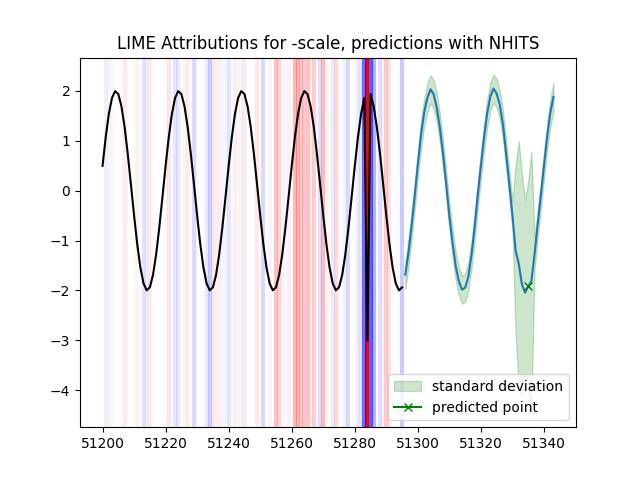 LIME Attributions for -scale, predictions with NHITS
2
1
0
−1
−2
−3
−4
standard deviation
predicted point
51200 51220 51240 51260 51280 51300 51320 51340